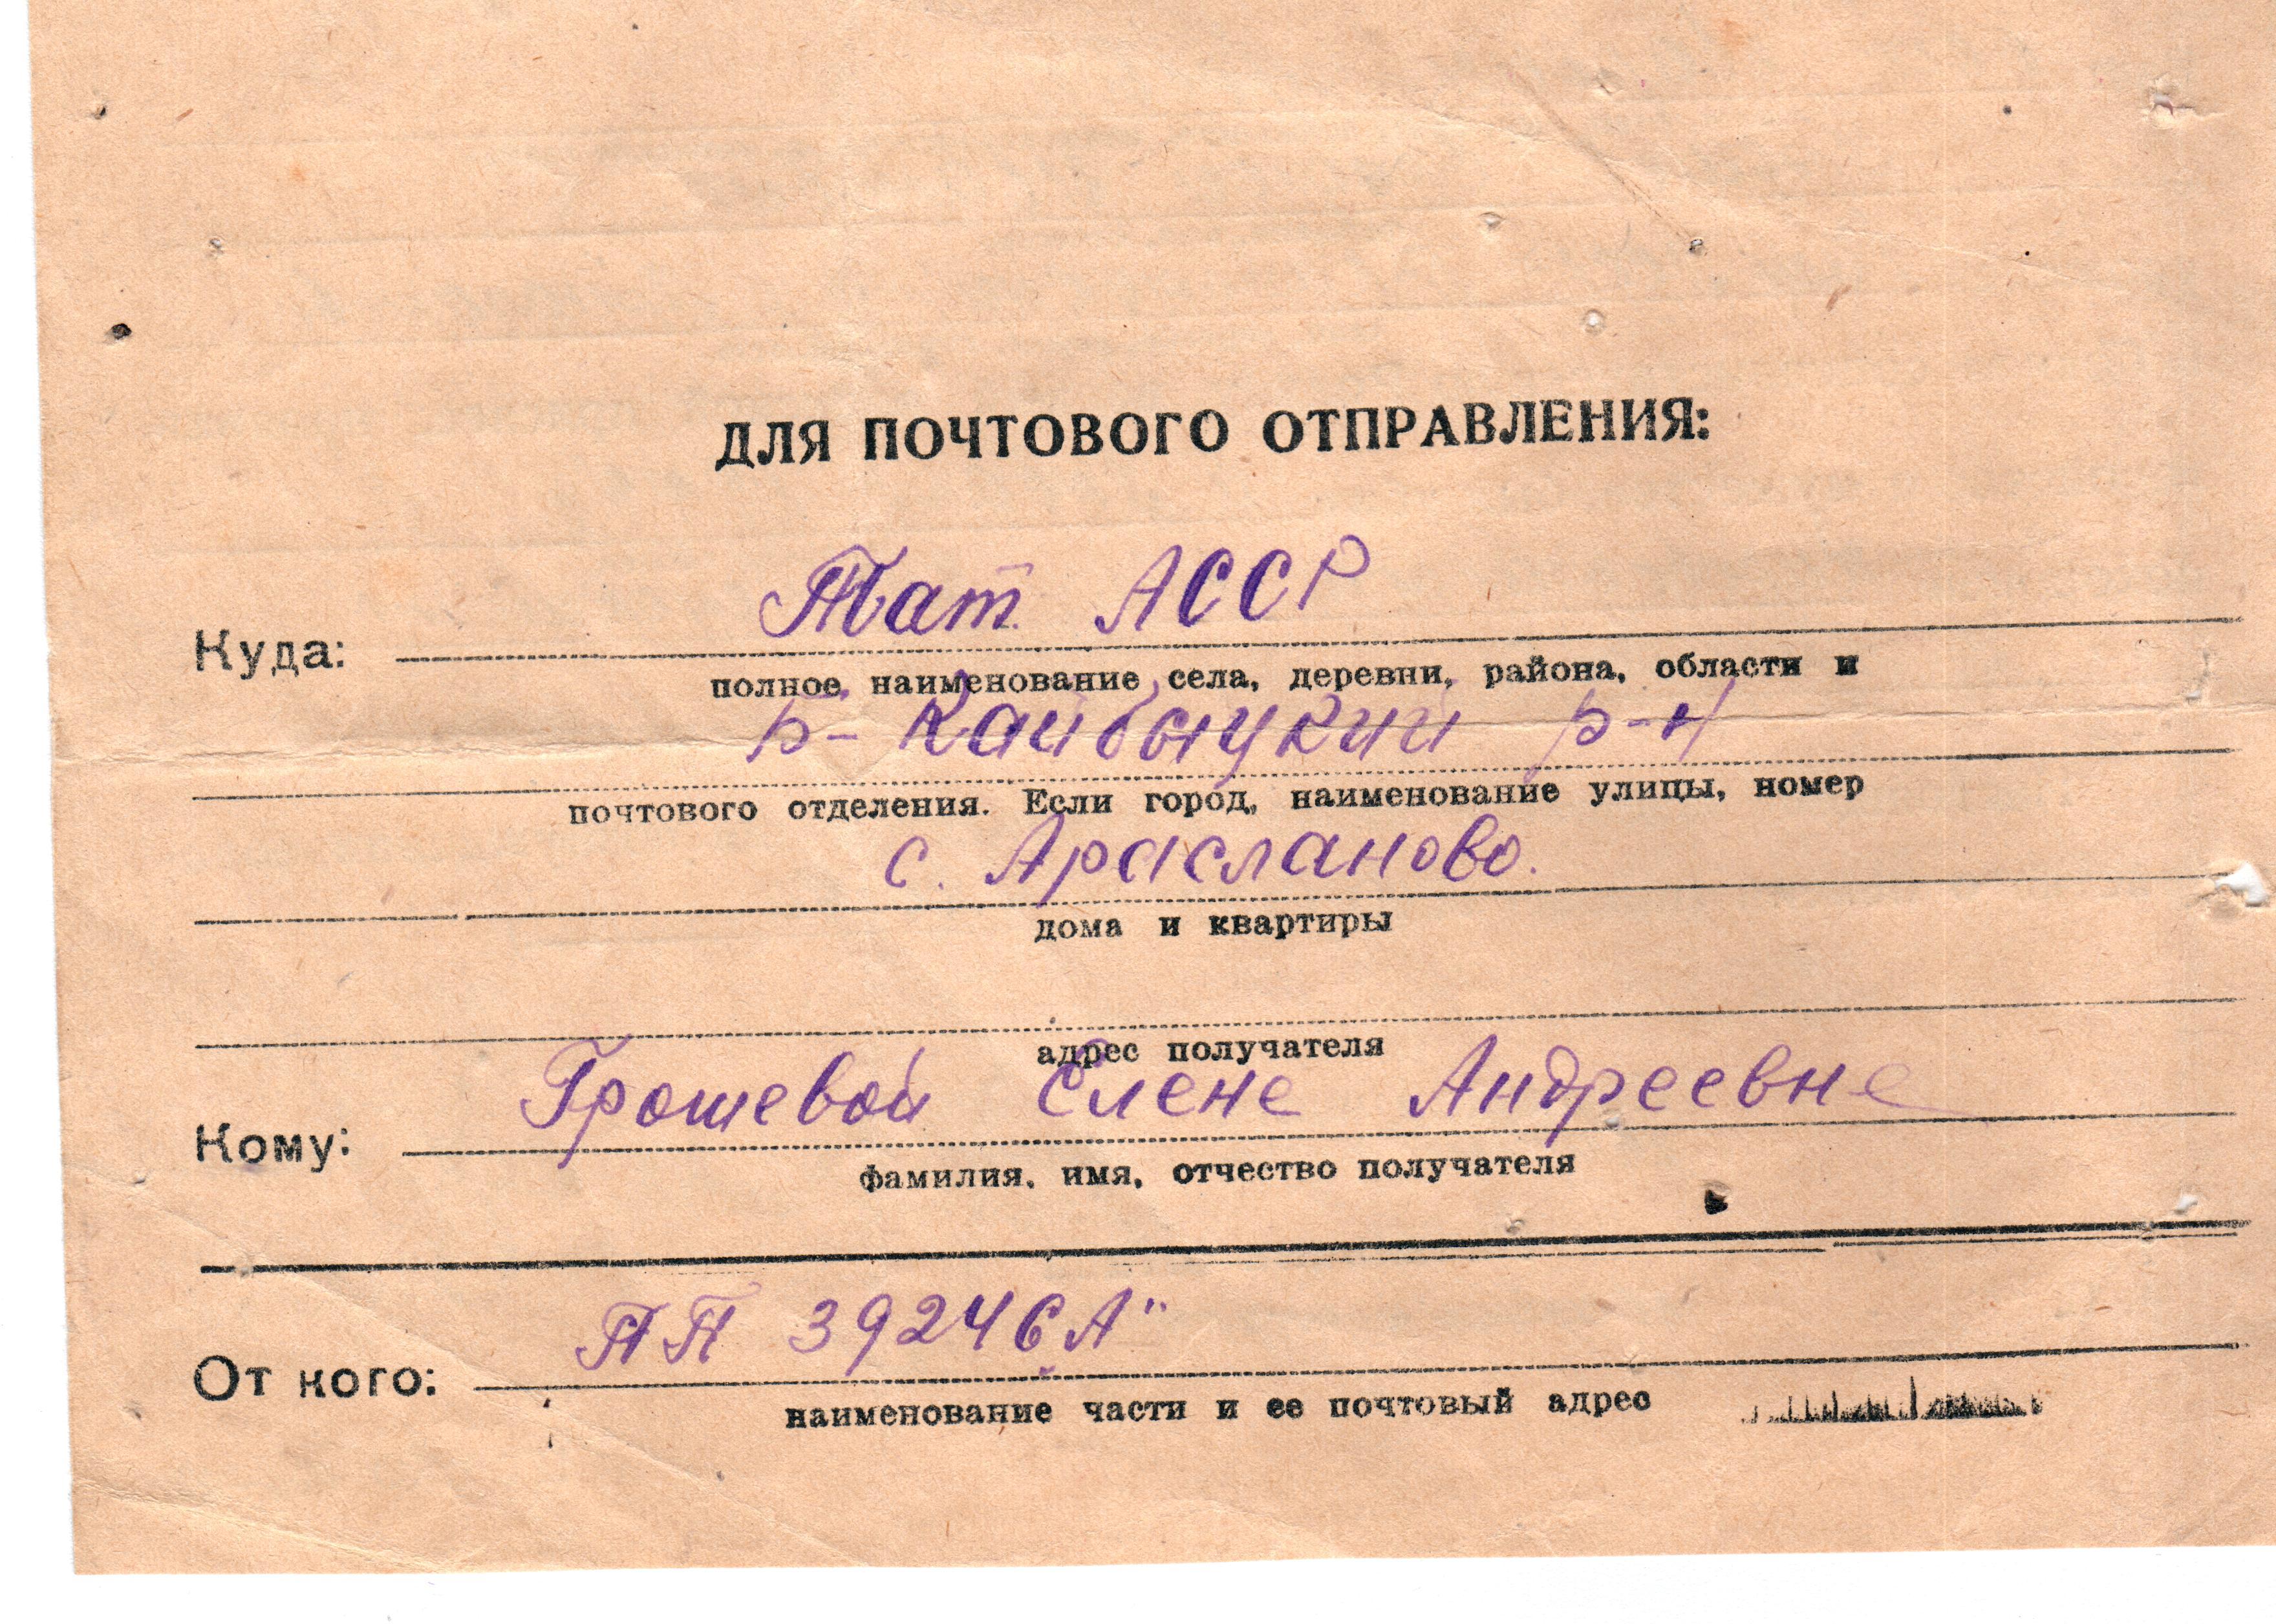 ДЛЯ ПОЧТОВОГО ОТПРАВЛЕНИЯ:
Тат. АССР
Куда:
полное наименование села, деревни, района, области и
р- Кайбыцкий р-н
почтового отделения. Если город, наименование улицы, номер
с. Арасланово.
дома и квартиры
адрес получателя
Грошевой Елене Андреевне
Кому:
фамилия, имя, отчество получателя
ПП 39246 А"
От кого:
наименование части и ее почтовый адрес